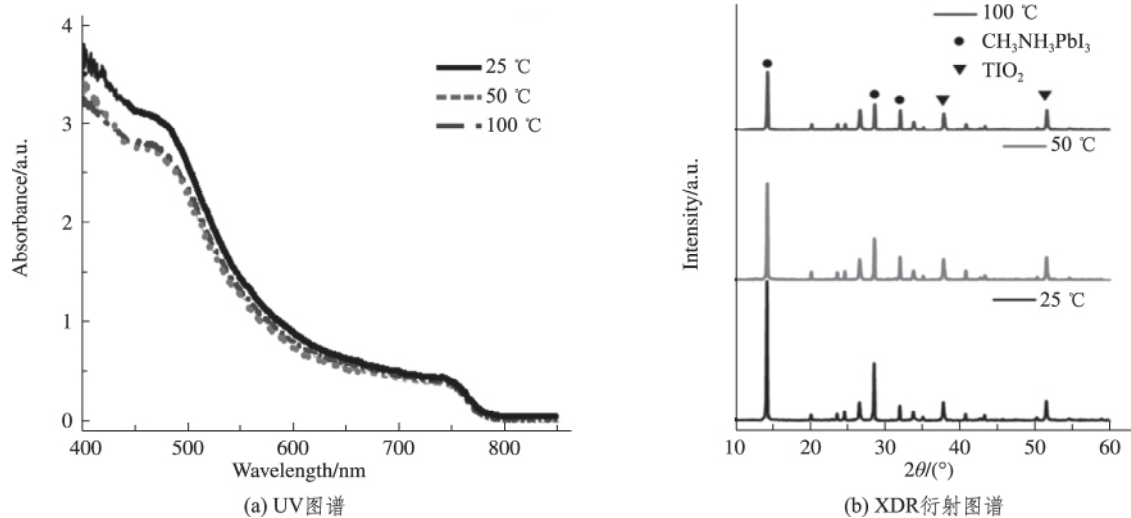 4
3
2
1
0
Absorbance/a.u.
25 ℃
50 ℃
100 ℃
400 500 600 700 800
Wavelength/nm
(a) UV图谱
100 ℃
CH₃NH₃PbI₃
TIO₂
50 ℃
25 ℃
Intensity/a.u.
10 20 30 40 50 60
2θ/(°)
(b) XDR衍射图谱